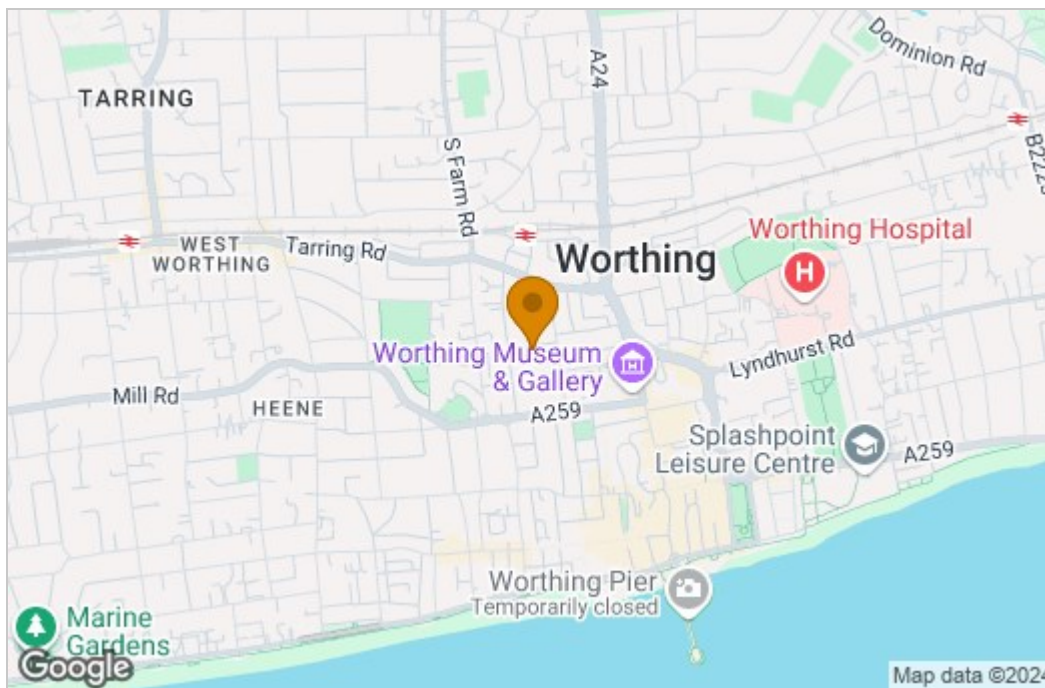 Dominion Rd
A24
TARRING
B2223
S Farm Rd
Worthing Hospital
H
WEST
WORTHING
Tarring Rd
Worthing
Worthing Museum
& Gallery
Lyndhurst Rd
Mill Rd
HEENE
A259
Splashpoint
Leisure Centre
A259
Worthing Pier
Temporarily closed
Marine
Gardens
Google
Map data ©2024